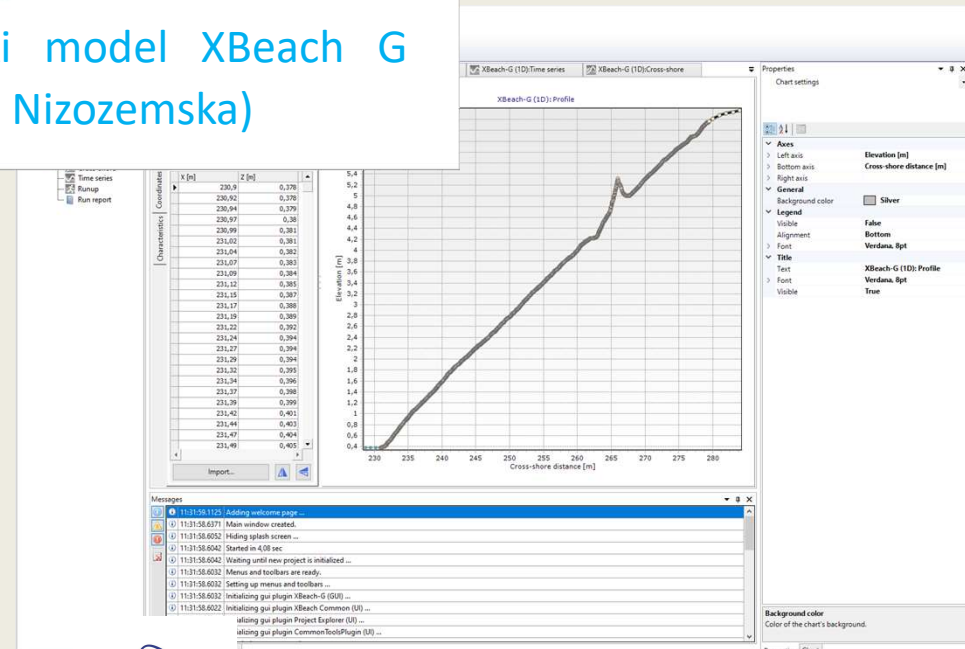 i model XBeach G
Nizozemska)
XBeach-G (1D):Time series
XBeach-G (1D):Cross-shore
Properties
Chart settings
XBeach-G (1D): Profile
Time series
Runup
Run report
Coordinates
Characteristics
X [m] Z [m]
230,9 0,378
230,92 0,378
230,94 0,379
230,97 0,38
230,99 0,381
231,02 0,381
231,04 0,382
231,07 0,383
231,09 0,384
231,12 0,385
231,15 0,387
231,17 0,388
231,19 0,389
231,22 0,392
231,24 0,394
231,27 0,394
231,29 0,394
231,32 0,395
231,34 0,396
231,37 0,398
231,39 0,399
231,42 0,401
231,44 0,403
231,47 0,404
231,49 0,405
Import...
Elevation [m]
5,4
5,2
5
4,8
4,6
4,4
4,2
4
3,8
3,6
3,4
3,2
3
2,8
2,6
2,4
2,2
2
1,8
1,6
1,4
1,2
1
0,8
0,6
0,4
230 235 240 245 250 255 260 265 270 275 280
Cross-shore distance [m]
Axes
Left axis Elevation [m]
Bottom axis Cross-shore distance [m]
Right axis
General
Background color Silver
Legend
Visible False
Alignment Bottom
Font Verdana, 8pt
Title
Text XBeach-G (1D): Profile
Font Verdana, 8pt
Visible True
Messages
11:31:59.1125 Adding welcome page ...
11:31:58.6371 Main window created.
11:31:58.6052 Hiding splash screen ...
11:31:58.6042 Started in 4,08 sec
11:31:58.6042 Waiting until new project is initialized ...
11:31:58.6032 Menus and toolbars are ready.
11:31:58.6032 Setting up menus and toolbars ...
11:31:58.6032 Initializing gui plugin XBeach-G (GUI) ...
11:31:58.6022 Initializing gui plugin XBeach Common (UI) ...
ializing gui plugin Project Explorer (UI) ...
ializing gui plugin CommonToolsPlugin (UI) ...
Background color
Color of the chart's background.